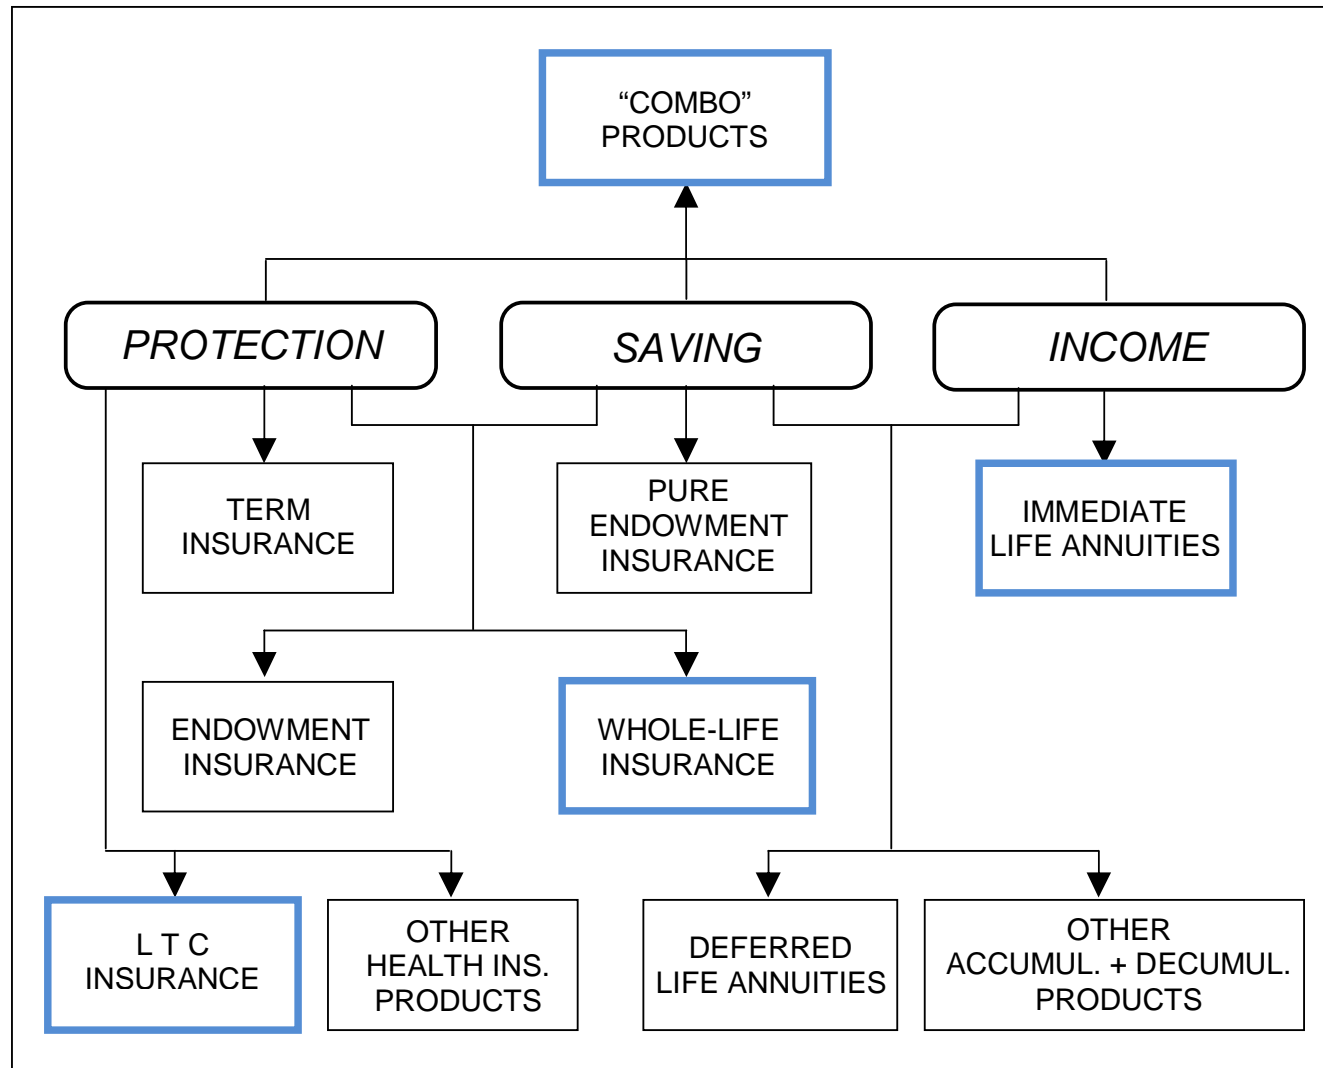 “COMBO”
PRODUCTS
PROTECTION
SAVING
INCOME
TERM
INSURANCE
PURE
ENDOWMENT
INSURANCE
IMMEDIATE
LIFE ANNUITIES
ENDOWMENT
INSURANCE
WHOLE-LIFE
INSURANCE
L T C
INSURANCE
OTHER
HEALTH INS.
PRODUCTS
DEFERRED
LIFE ANNUITIES
OTHER
ACCUMUL. + DECUMUL.
PRODUCTS